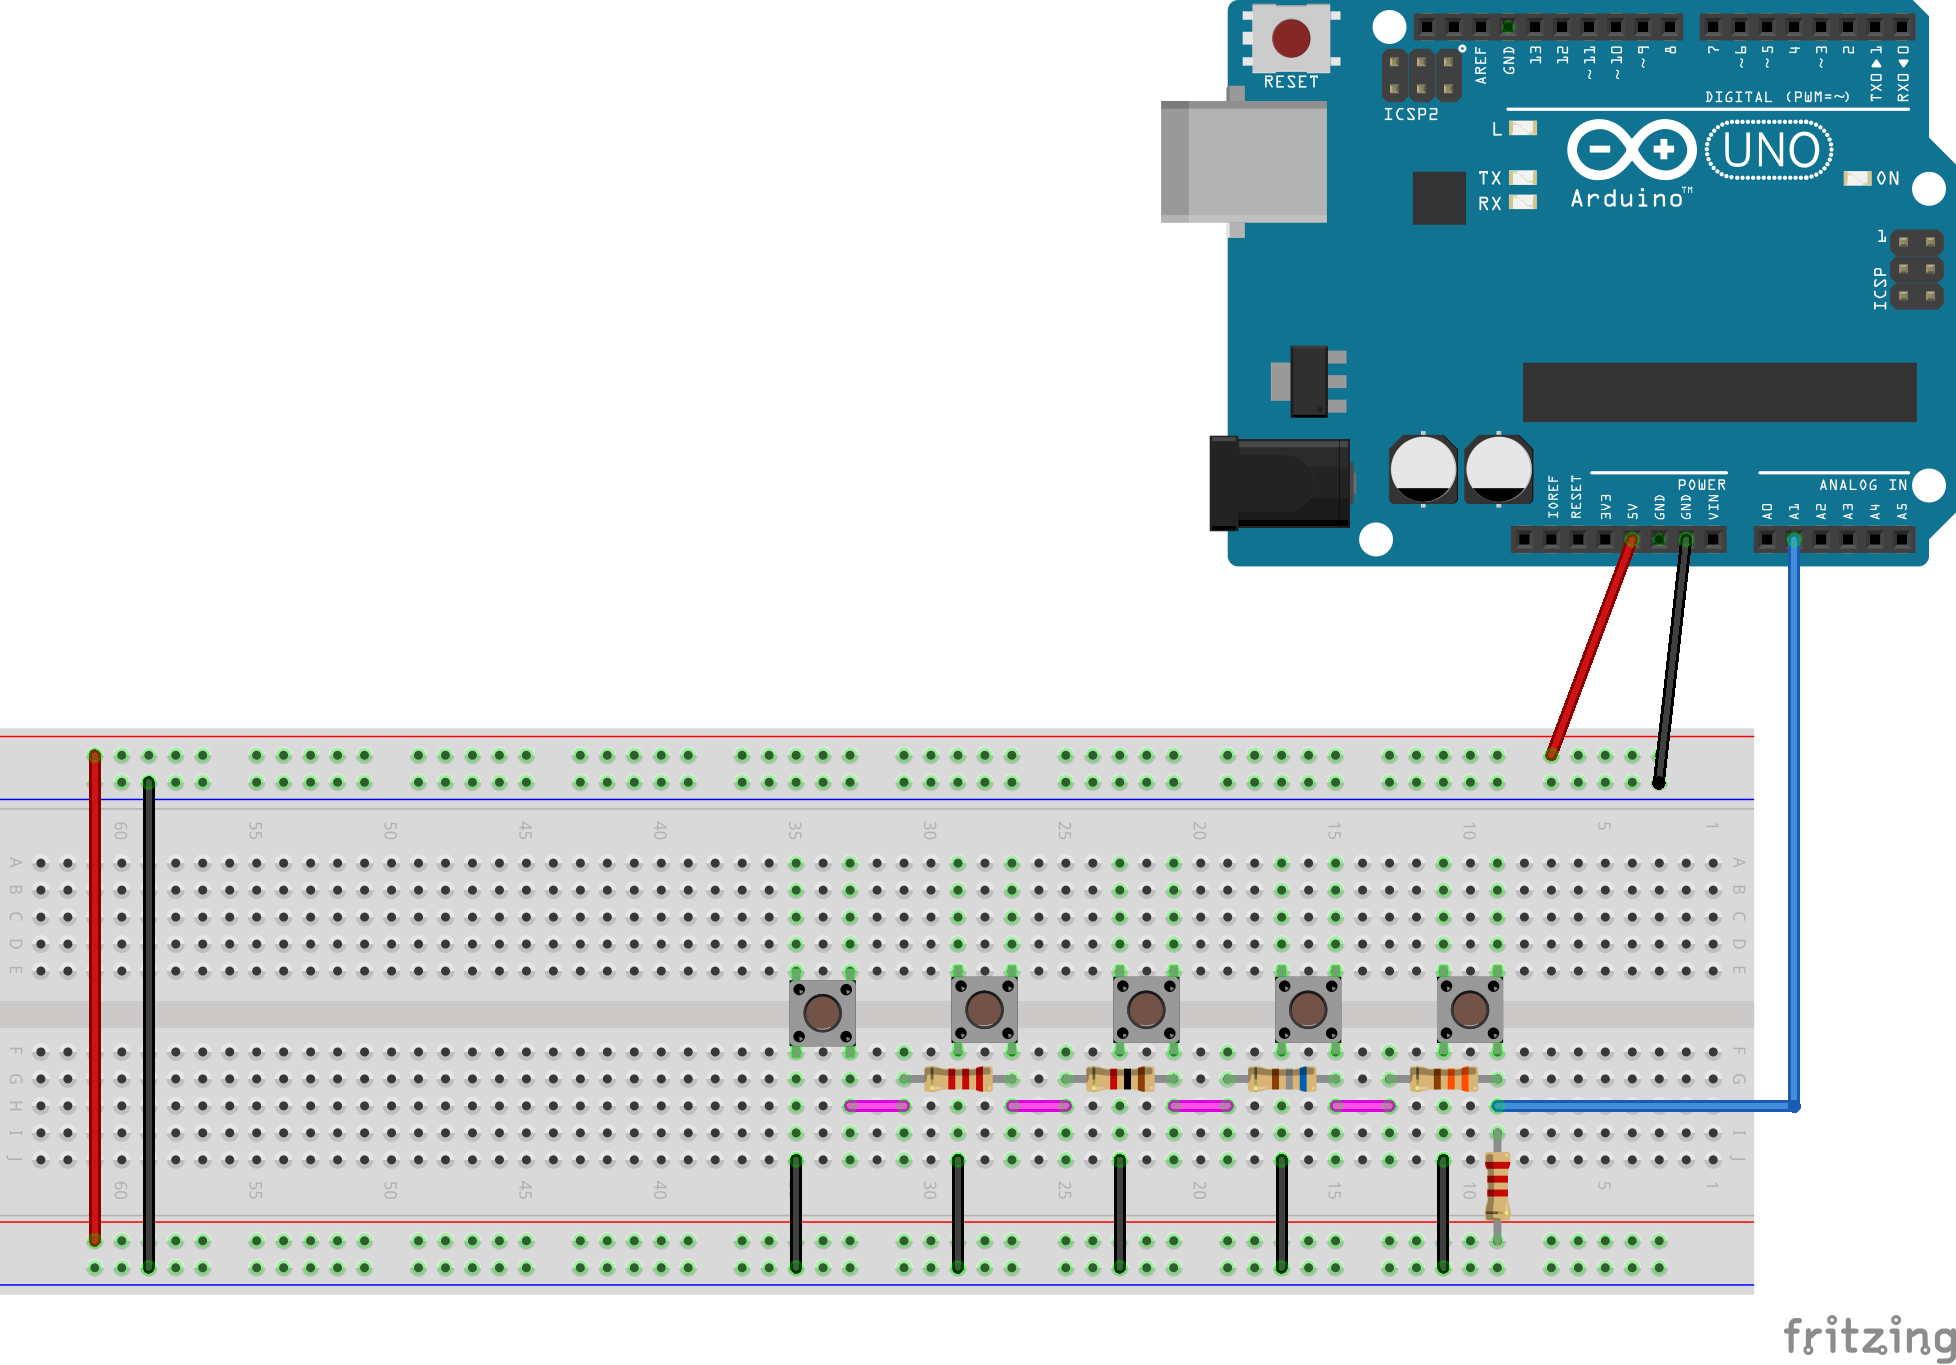 RESET
ICSP2
AREF
GND
13
12
~11
~10
~9
8
7
~6
~5
4
~3
2
TX0▶1
RX0◀0
DIGITAL (PWM=~)
L
TX
RX
UNO
Arduino™
ON
1
ICSP
POWER
ANALOG IN
IOREF
RESET
3V3
5V
GND
GND
VIN
A0
A1
A2
A3
A4
A5
60 55 50 45 40 35 30 25 20 15 10 5 1
A A
B B
C C
D D
E E
F F
G G
H
I I
J J
60 55 50 45 40 30 25 20 15 10 5 1
fritzing